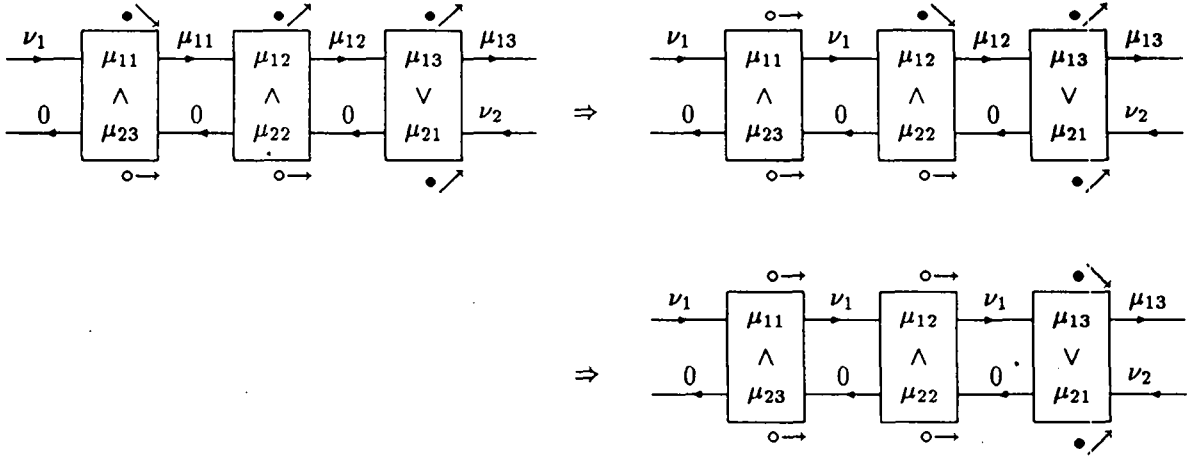 ν₁ μ₁₁ μ₁₂ μ₁₃ ν₁ ν₁ μ₁₂ μ₁₃
μ₁₁ μ₁₂ μ₁₃ μ₁₁ μ₁₂ μ₁₃
0 ∧ 0 ∧ 0 ∨ ν₂ ⇒ 0 ∧ 0 ∧ 0 ∨ ν₂
μ₂₃ μ₂₂ μ₂₁ μ₂₃ μ₂₂ μ₂₁
ν₁ ν₁ ν₁ μ₁₃
μ₁₁ μ₁₂ μ₁₃
⇒ 0 ∧ 0 ∧ 0 ∨ ν₂
μ₂₃ μ₂₂ μ₂₁